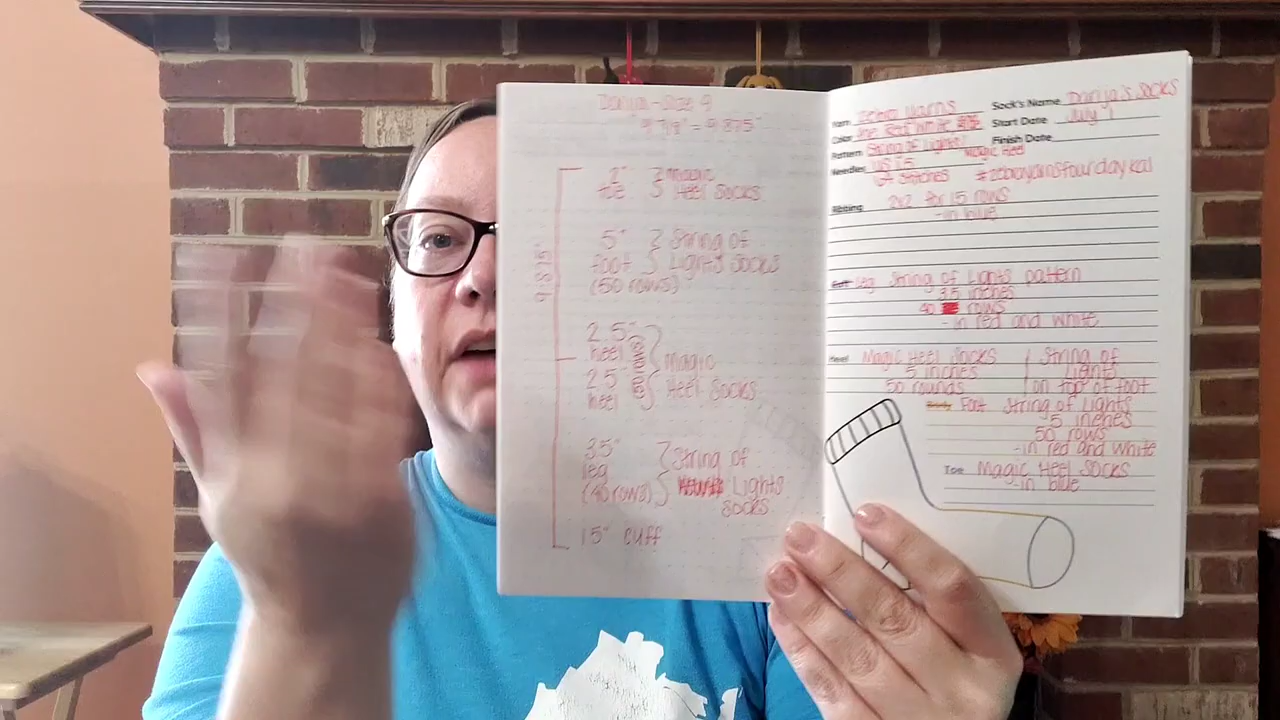 Dariya - Size 9
9 7/8" = 9.875"
2" Magic
toe Heel Socks
5" String of
foot Lights Socks
(50 rows)
9.875"
2.5"
heel Magic
2.5 Heel Socks
heel
3.5" String of
leg Lights
(40 rows) Socks
1.5" cuff
Yarn Zebra Yarns
Sock's Name Dariya's Socks
Color Red White
Start Date July 1
Pattern String of Lights
Magic Heel
Finish Date
Needles US 1.5
64 stitches #zebrayarnsfourdaykal
Ribbing 2x2 for 15 rows
- in blue
Leg String of Lights pattern
3.5 inches
40 rows
- in red and white
Heel Magic Heel Socks
5 inches
50 rounds
String of
Lights
on top of foot
Foot String of Lights
5 inches
50 rows
- in red and white
Toe Magic Heel Socks
- in blue